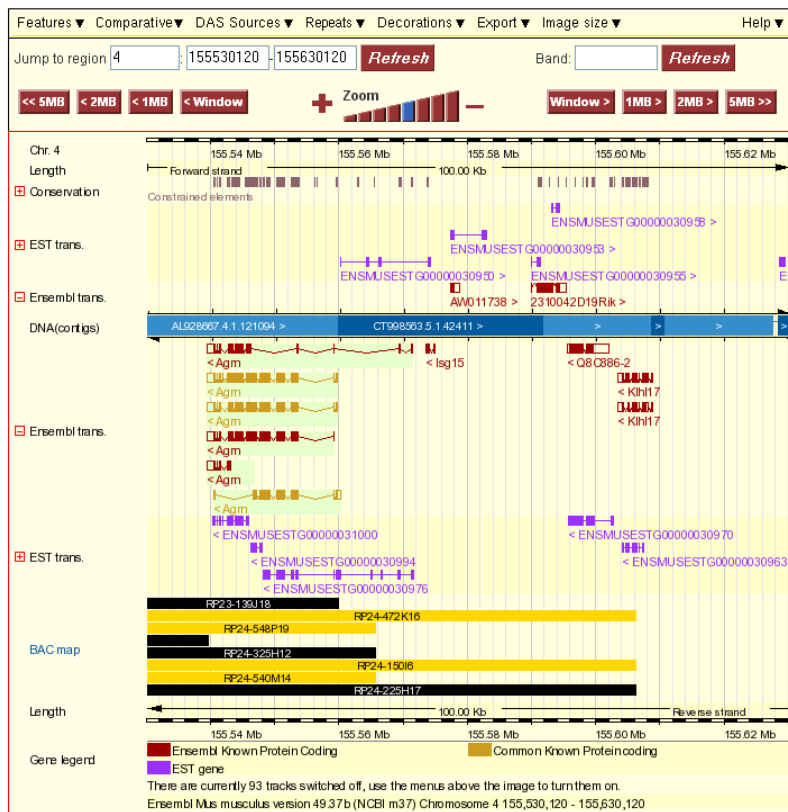 Features ▼ Comparative ▼ DAS Sources ▼ Repeats ▼ Decorations ▼ Export ▼ Image size ▼ Help ▼
Jump to region 4 : 155530120 - 155630120 Refresh Band: Refresh
<< 5MB < 2MB < 1MB < Window + Zoom − Window > 1MB > 2MB > 5MB >>
Chr. 4 155.54 Mb 155.56 Mb 155.58 Mb 155.60 Mb 155.62 Mb
Length Forward strand 100.00 Kb
Conservation Constrained elements
ENSMUSESTG00000030958 >
EST trans. ENSMUSESTG00000030953 >
ENSMUSESTG00000030950 > ENSMUSESTG00000030955 >
Ensembl trans. AW011738 > 2310042D19Rik >
DNA(contigs) AL928667.4.1.121094 > CT998563.5.1.42411 > > > >
< Agrn < Isg15 < Q8C886-2
< Agrn < Klhl17
< Agrn < Klhl17
Ensembl trans.
< Agrn
< Agrn
< Agrn
< ENSMUSESTG00000031000 < ENSMUSESTG00000030970
EST trans. < ENSMUSESTG00000030994 < ENSMUSESTG00000030963
< ENSMUSESTG00000030976
RP23-139J18
RP24-472K16
RP24-548P19
BAC map RP24-325H12
RP24-150I6
RP24-540M14
RP24-225H17
Length 100.00 Kb Reverse strand
155.54 Mb 155.56 Mb 155.58 Mb 155.60 Mb 155.62 Mb
Gene legend Ensembl Known Protein Coding Common Known Protein coding
EST gene
There are currently 93 tracks switched off, use the menus above the image to turn them on.
Ensembl Mus musculus version 49.37b (NCBI m37) Chromosome 4 155,530,120 - 155,630,120